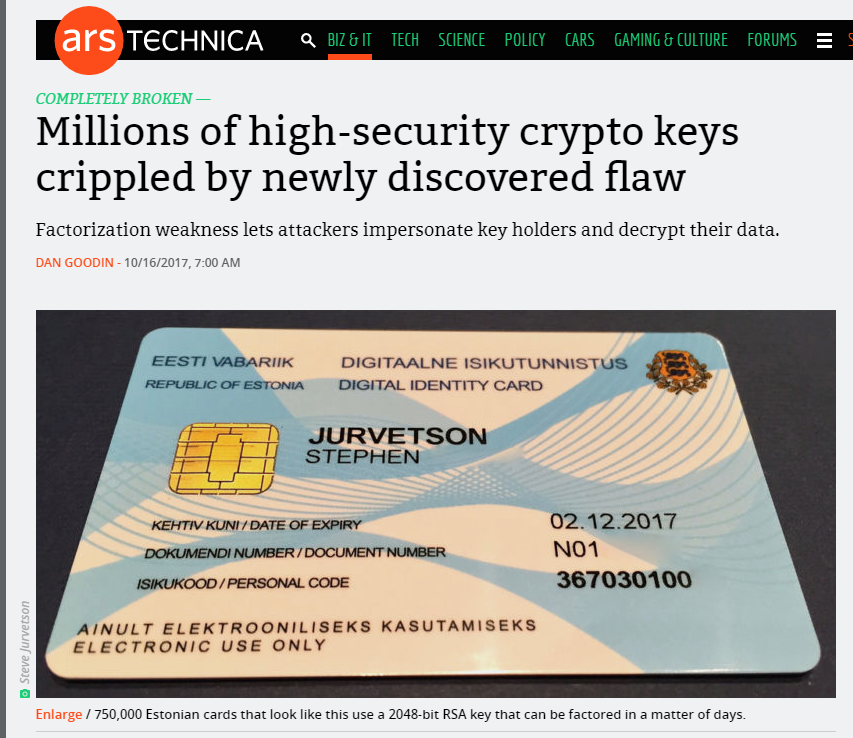 ars TECHNICA
BIZ & IT TECH SCIENCE POLICY CARS GAMING & CULTURE FORUMS
COMPLETELY BROKEN —
Millions of high-security crypto keys
crippled by newly discovered flaw
Factorization weakness lets attackers impersonate key holders and decrypt their data.
DAN GOODIN - 10/16/2017, 7:00 AM
EESTI VABARIIK DIGITAALNE ISIKUTUNNISTUS
REPUBLIC OF ESTONIA DIGITAL IDENTITY CARD
JURVETSON
STEPHEN
KEHTIV KUNI / DATE OF EXPIRY 02.12.2017
DOKUMENDI NUMBER / DOCUMENT NUMBER N01
ISIKUKOOD / PERSONAL CODE 367030100
AINULT ELEKTROONILISEKS KASUTAMISEKS
ELECTRONIC USE ONLY
Steve Jurvetson
Enlarge / 750,000 Estonian cards that look like this use a 2048-bit RSA key that can be factored in a matter of days.